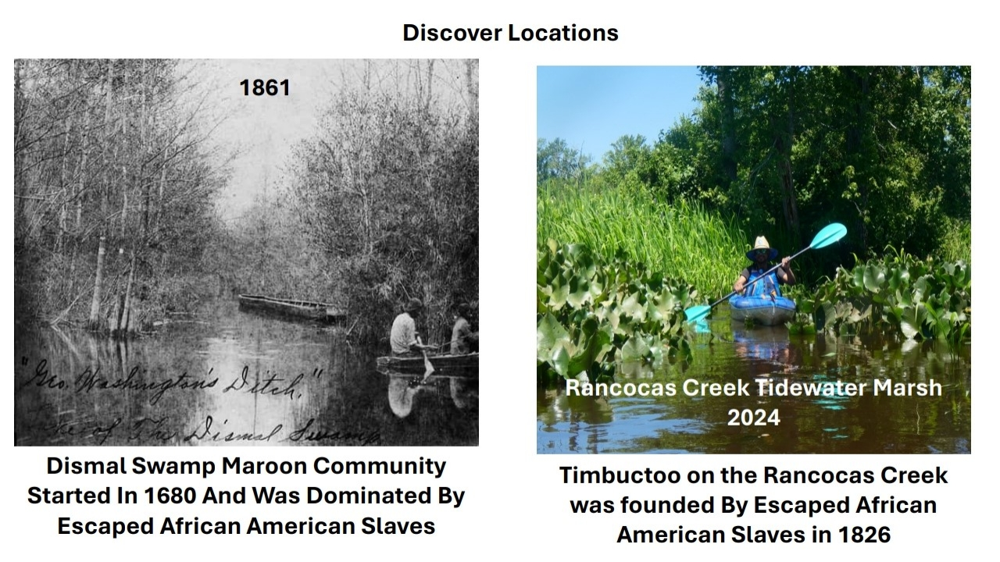 Discover Locations
1861
"Geo. Washington's Ditch,"
of The Dismal Swamp
Dismal Swamp Maroon Community
Started In 1680 And Was Dominated By
Escaped African American Slaves
Rancocas Creek Tidewater Marsh
2024
Timbuctoo on the Rancocas Creek
was founded By Escaped African
American Slaves in 1826